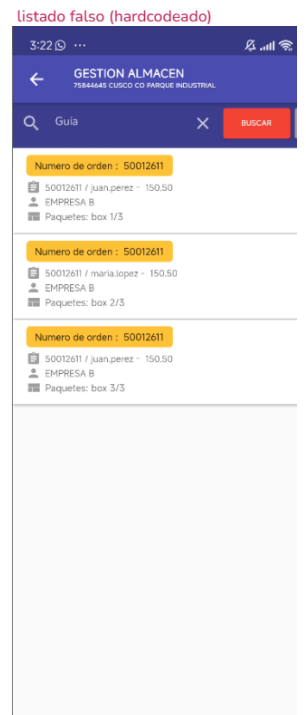 listado falso (hardcodeado)
3:22 ...
GESTION ALMACEN
75844645 CUSCO CO PARQUE INDUSTRIAL
Guia
BUSCAR
Numero de orden : 50012611
50012611 / juan.perez - 150.50
EMPRESA B
Paquetes: box 1/3
Numero de orden : 50012611
50012611 / maria.lopez - 150.50
EMPRESA B
Paquetes: box 2/3
Numero de orden : 50012611
50012611 / juan.perez - 150.50
EMPRESA B
Paquetes: box 3/3